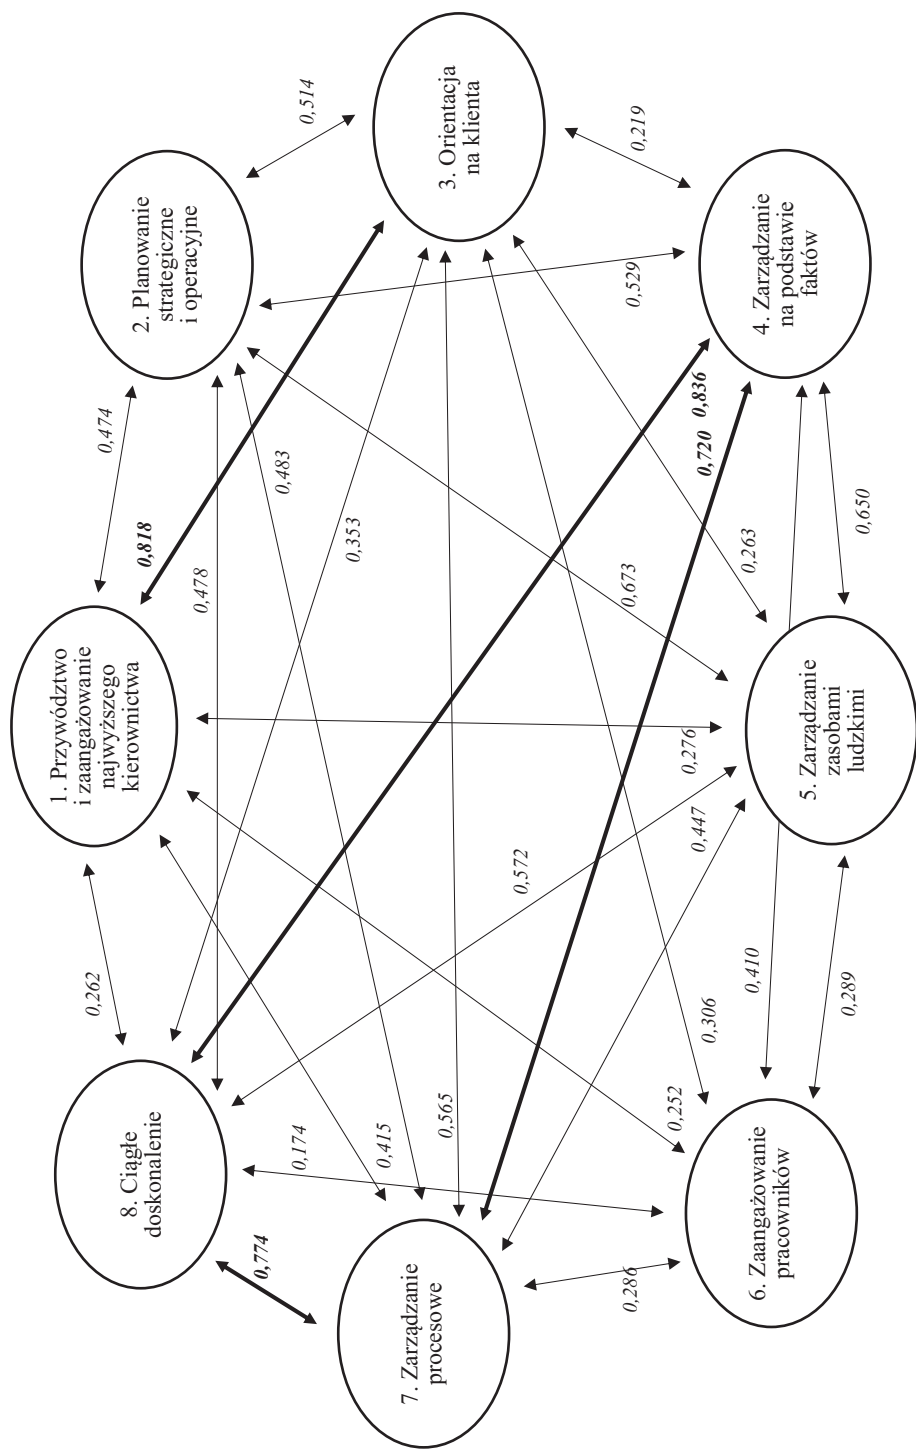 1. Przywództwo
i zaangażowanie
najwyższego
kierownictwa
2. Planowanie
strategiczne
i operacyjne
3. Orientacja
na klienta
4. Zarządzanie
na podstawie
faktów
5. Zarządzanie
zasobami
ludzkimi
6. Zaangażowanie
pracowników
7. Zarządzanie
procesowe
8. Ciągłe
doskonalenie
0,262
0,474
0,818
0,514
0,478
0,483
0,353
0,174
0,774
0,415
0,565
0,572
0,673
0,219
0,529
0,836
0,720
0,263
0,276
0,447
0,306
0,252
0,286
0,410
0,289
0,650